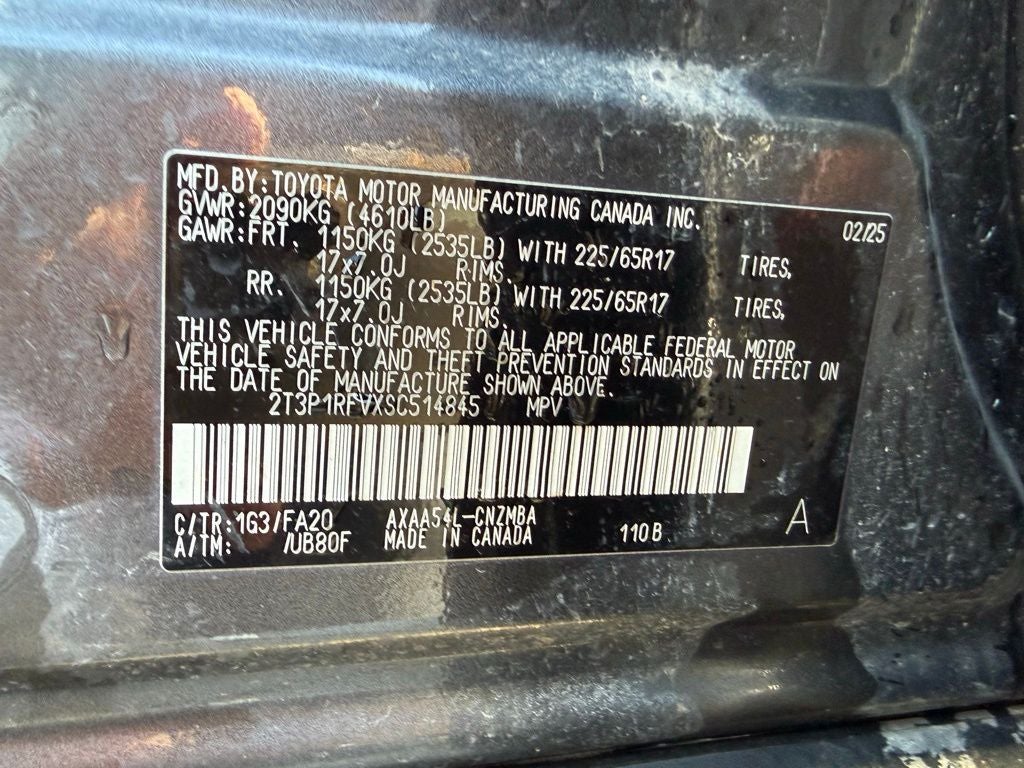 MFD.BY:TOYOTA MOTOR MANUFACTURING CANADA INC. 02/25
GVWR:2090KG (4610LB)
GAWR:FRT. 1150KG (2535LB) WITH 225/65R17 TIRES,
17x7.0J RIMS.
RR. 1150KG (2535LB) WITH 225/65R17 TIRES,
17x7.0J RIMS.
THIS VEHICLE CONFORMS TO ALL APPLICABLE FEDERAL MOTOR
VEHICLE SAFETY AND THEFT PREVENTION STANDARDS IN EFFECT ON
THE DATE OF MANUFACTURE SHOWN ABOVE.
2T3P1RFVXSC514845 MPV
C/TR:1G3/FA20 AXAA54L-CNZMBA
A/TM: /UB80F MADE IN CANADA 110B A